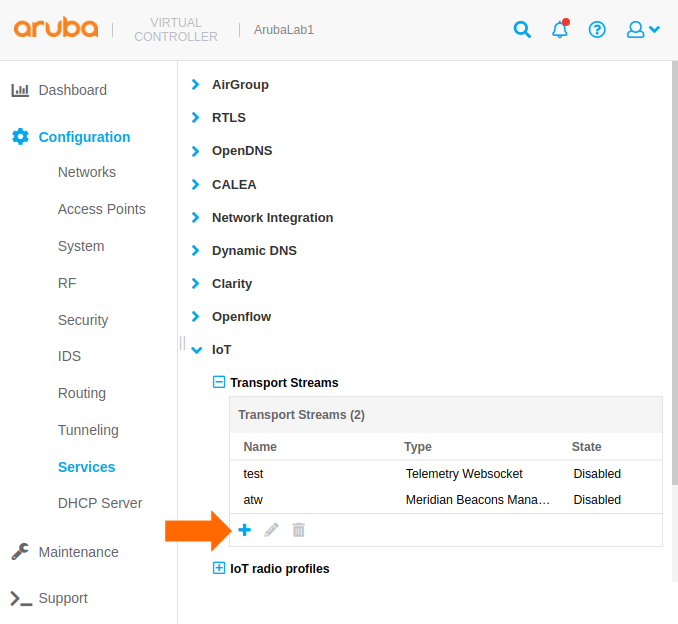 aruba
VIRTUAL
CONTROLLER
ArubaLab1
Dashboard
Configuration
Networks
Access Points
System
RF
Security
IDS
Routing
Tunneling
Services
DHCP Server
Maintenance
Support
AirGroup
RTLS
OpenDNS
CALEA
Network Integration
Dynamic DNS
Clarity
Openflow
IoT
Transport Streams
Transport Streams (2)
Name Type State
test Telemetry Websocket Disabled
atw Meridian Beacons Mana… Disabled
IoT radio profiles